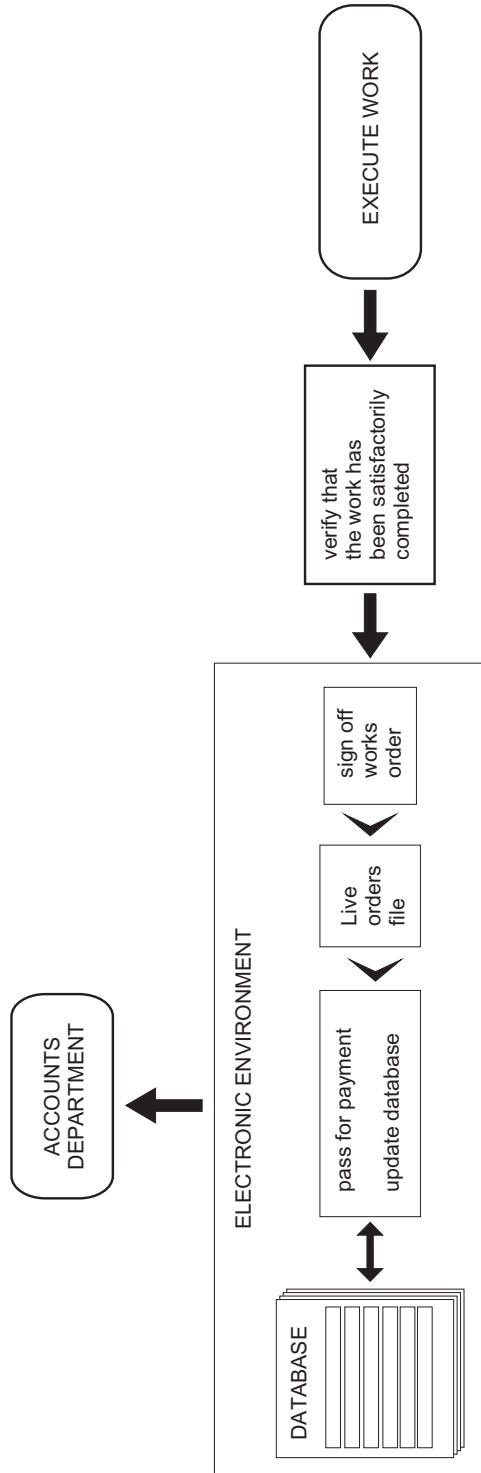 EXECUTE WORK
verify that
the work has
been satisfactorily
completed
ELECTRONIC ENVIRONMENT
sign off
works
order
Live
orders
file
pass for payment
update database
DATABASE
ACCOUNTS
DEPARTMENT